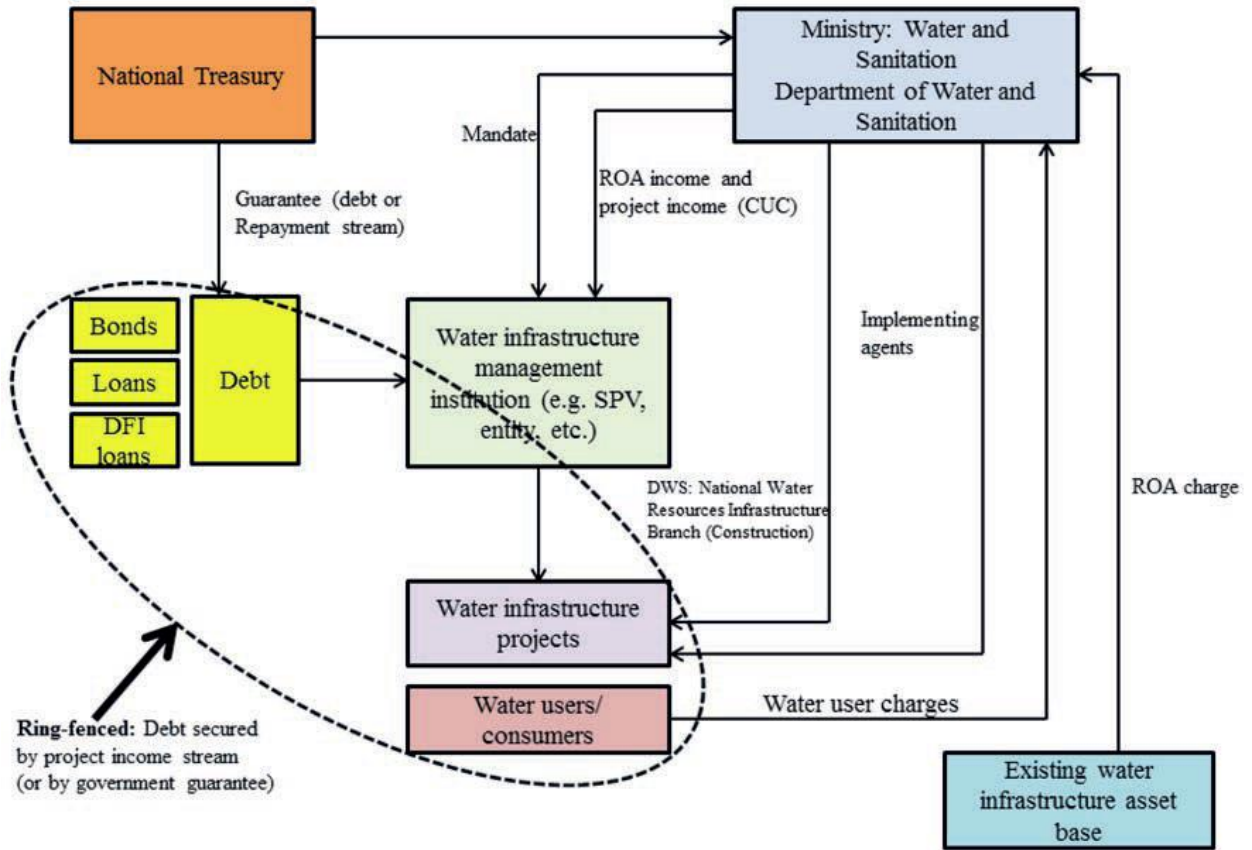 National Treasury
Ministry: Water and
Sanitation
Department of Water and
Sanitation
Mandate
ROA income and
project income (CUC)
Guarantee (debt or
Repayment stream)
Implementing
agents
Bonds
Loans
DFI
loans
Debt
Water infrastructure
management
institution (e.g. SPV,
entity, etc.)
ROA charge
DWS: National Water
Resources Infrastructure
Branch (Construction)
Water infrastructure
projects
Water users/
consumers
Water user charges
Ring-fenced: Debt secured
by project income stream
(or by government guarantee)
Existing water
infrastructure asset
base